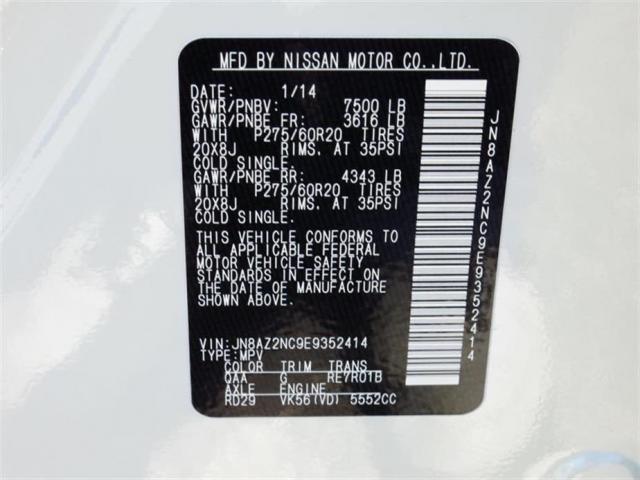 MFD BY NISSAN MOTOR CO.,LTD.
DATE: 1/14
GVWR/PNBV: 7500 LB
GAWR/PNBE FR: 3616 LB
WITH P275/60R20 TIRES
20X8J RIMS, AT 35PSI
COLD SINGLE.
GAWR/PNBE RR: 4343 LB
WITH P275/60R20 TIRES
20X8J RIMS, AT 35PSI
COLD SINGLE.
THIS VEHICLE CONFORMS TO
ALL APPLICABLE FEDERAL
MOTOR VEHICLE SAFETY
STANDARDS IN EFFECT ON
THE DATE OF MANUFACTURE
SHOWN ABOVE.
VIN:JN8AZ2NC9E9352414
TYPE:MPV
COLOR TRIM TRANS
QAA G RE7R01B
AXLE ENGINE
RD29 VK56(VD) 5552CC
JN8AZ2NC9E9352414